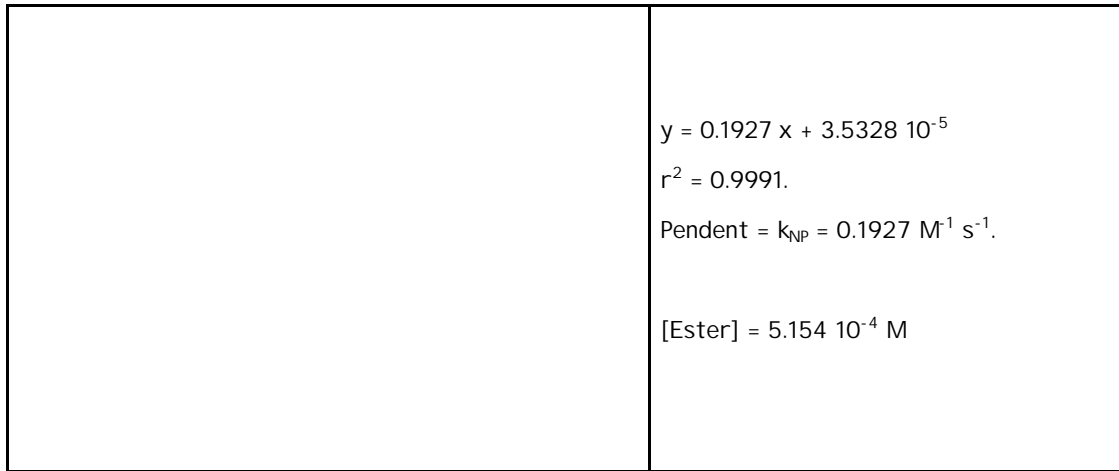 y = 0.1927 x + 3.5328 10⁻⁵
r² = 0.9991.
Pendent = k_NP = 0.1927 M⁻¹ s⁻¹.
[Ester] = 5.154 10⁻⁴ M